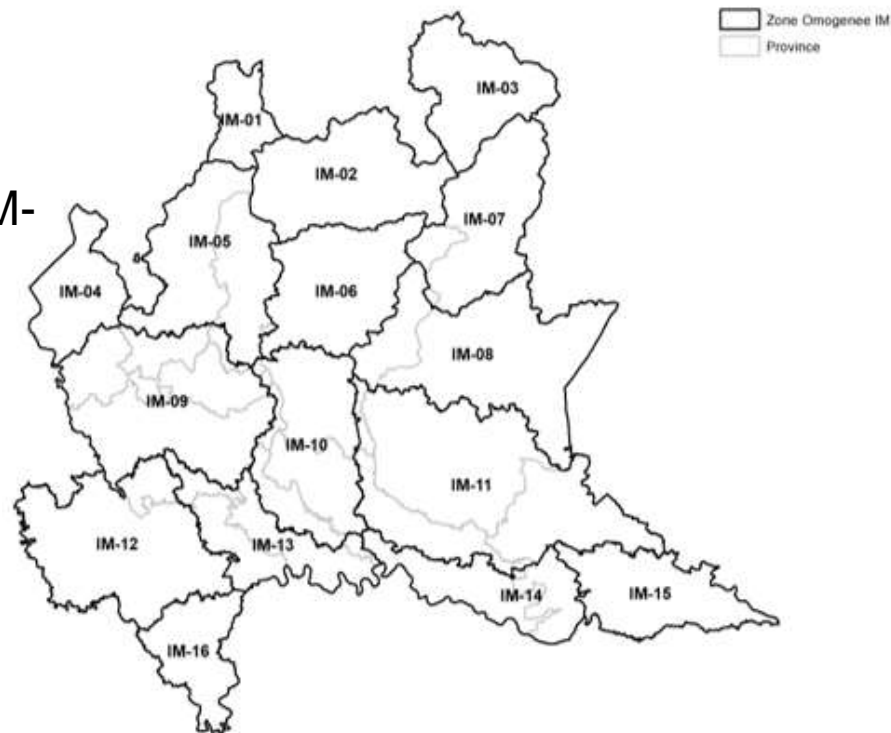 Zone Omogenee IM
Province
IM-03
IM-01
IM-02
M-
IM-07
IM-05
IM-04
IM-06
IM-08
IM-09
IM-10
IM-11
IM-12
IM-13
IM-14
IM-15
IM-16